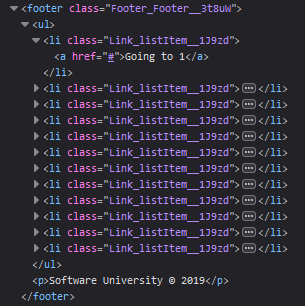 <footer class="Footer_Footer__3t8uW">
<ul>
<li class="Link_listItem__1J9zd">
<a href="#">Going to 1</a>
</li>
<li class="Link_listItem__1J9zd">…</li>
<li class="Link_listItem__1J9zd">…</li>
<li class="Link_listItem__1J9zd">…</li>
<li class="Link_listItem__1J9zd">…</li>
<li class="Link_listItem__1J9zd">…</li>
<li class="Link_listItem__1J9zd">…</li>
<li class="Link_listItem__1J9zd">…</li>
<li class="Link_listItem__1J9zd">…</li>
<li class="Link_listItem__1J9zd">…</li>
<li class="Link_listItem__1J9zd">…</li>
<li class="Link_listItem__1J9zd">…</li>
</ul>
<p>Software University © 2019</p>
</footer>